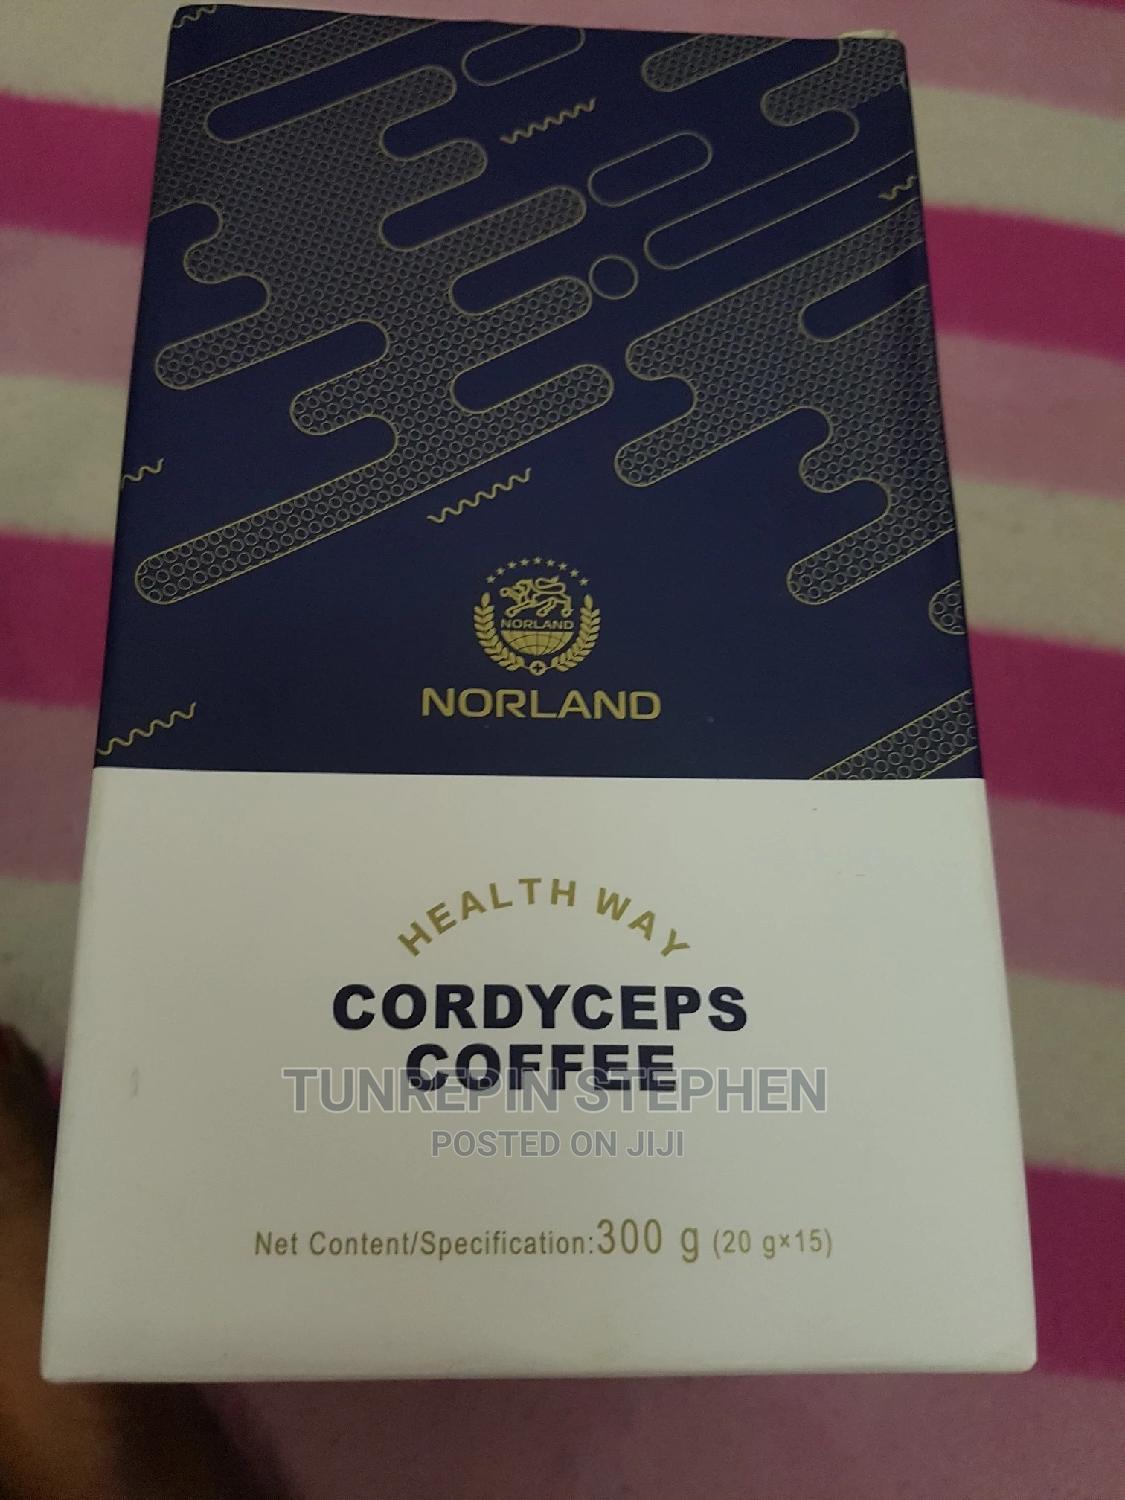 NORLAND
NORLAND
HEALTH WAY
CORDYCEPS
COFFEE
TUNREPIN STEPHEN
POSTED ON JIJI
Net Content/Specification:300 g (20 g×15)